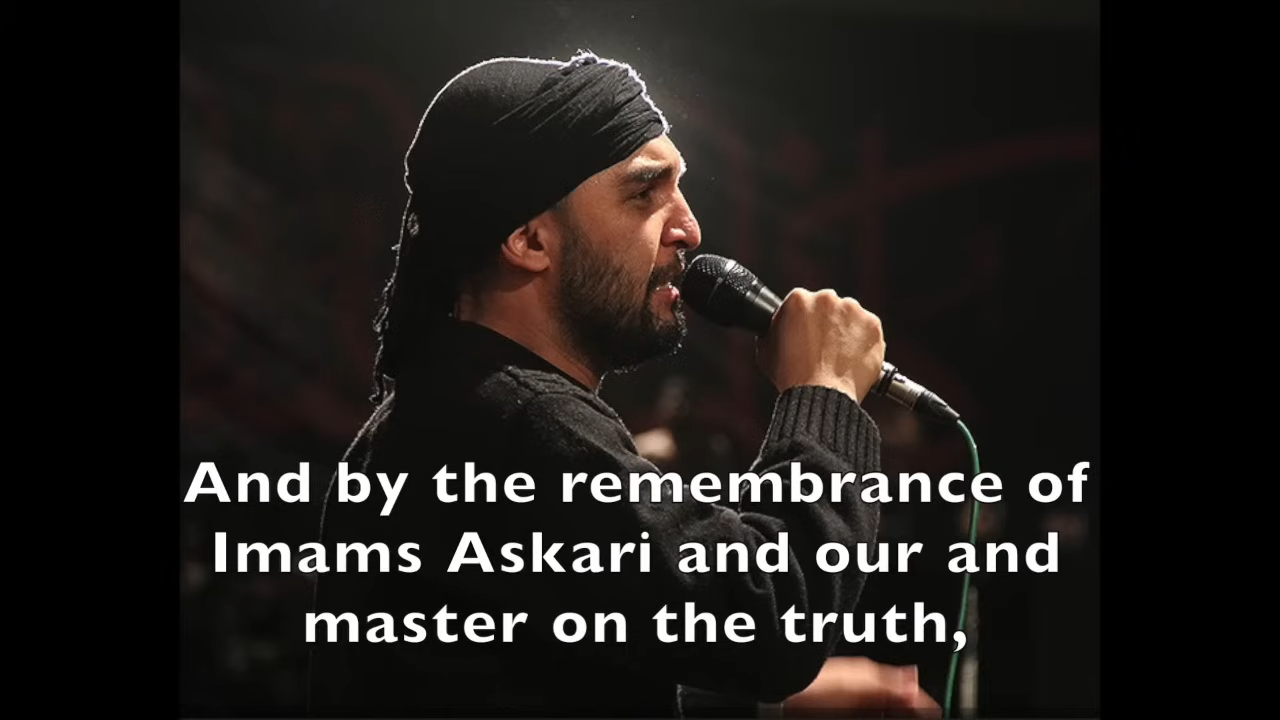 And by the remembrance of
Imams Askari and our and
master on the truth,